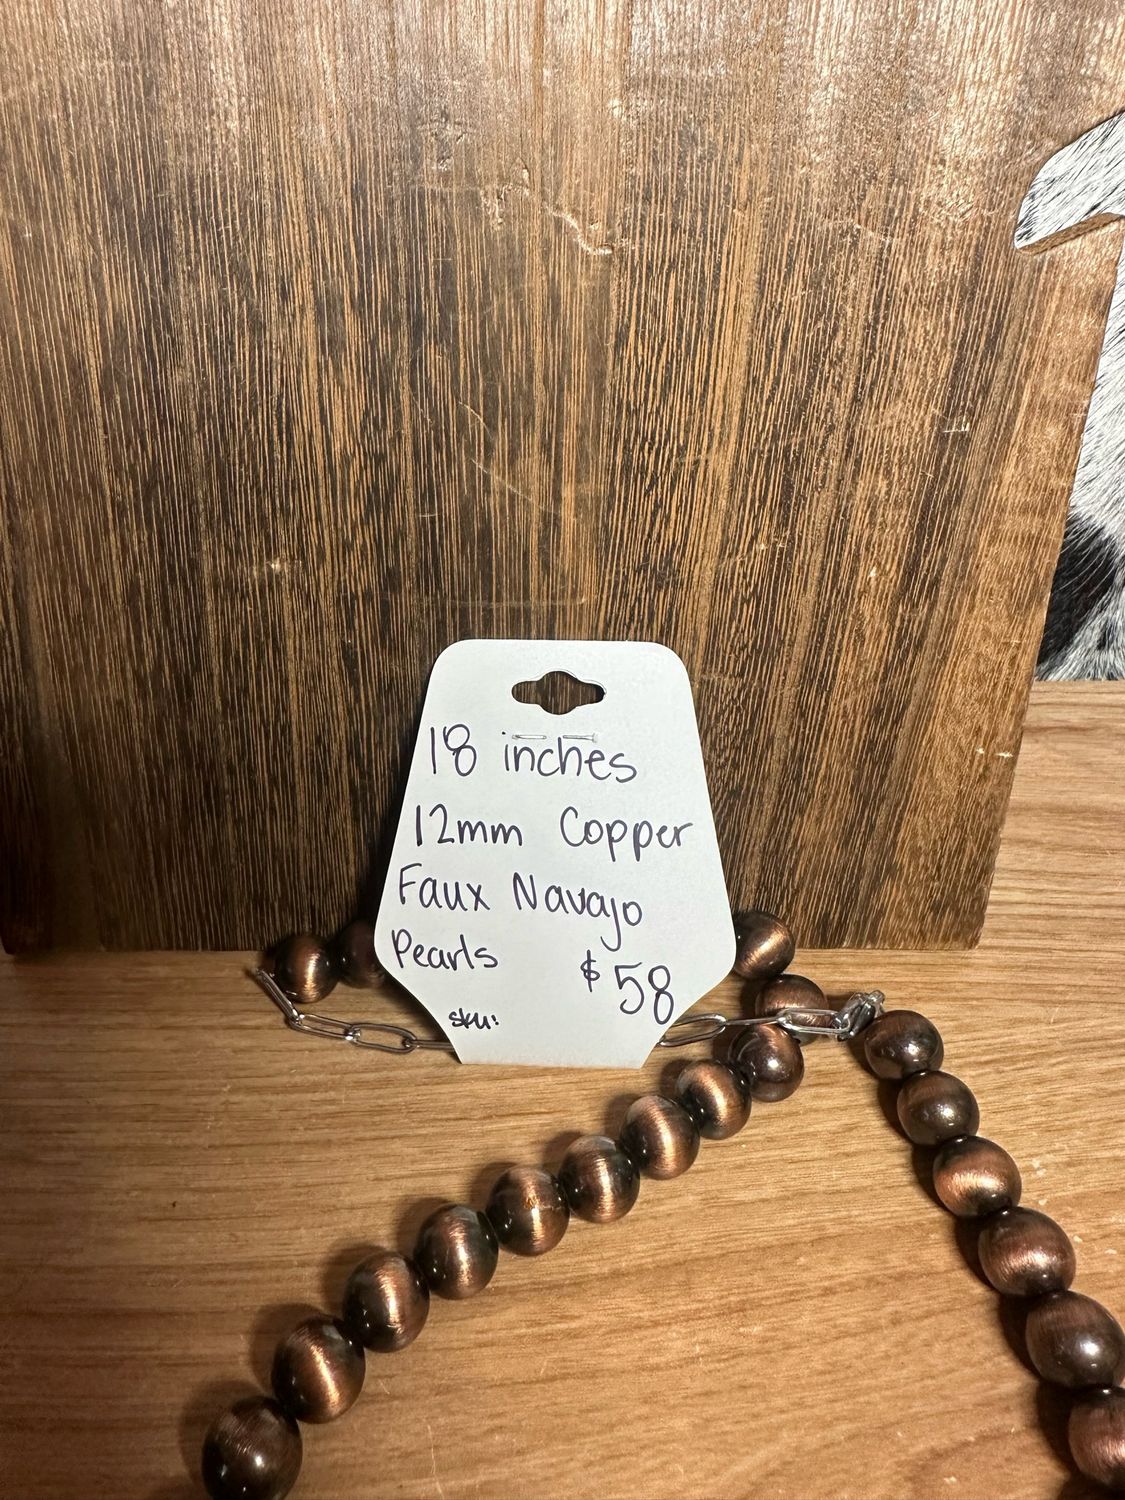 18 inches
12mm Copper
Faux Navajo
Pearls $58
sku: